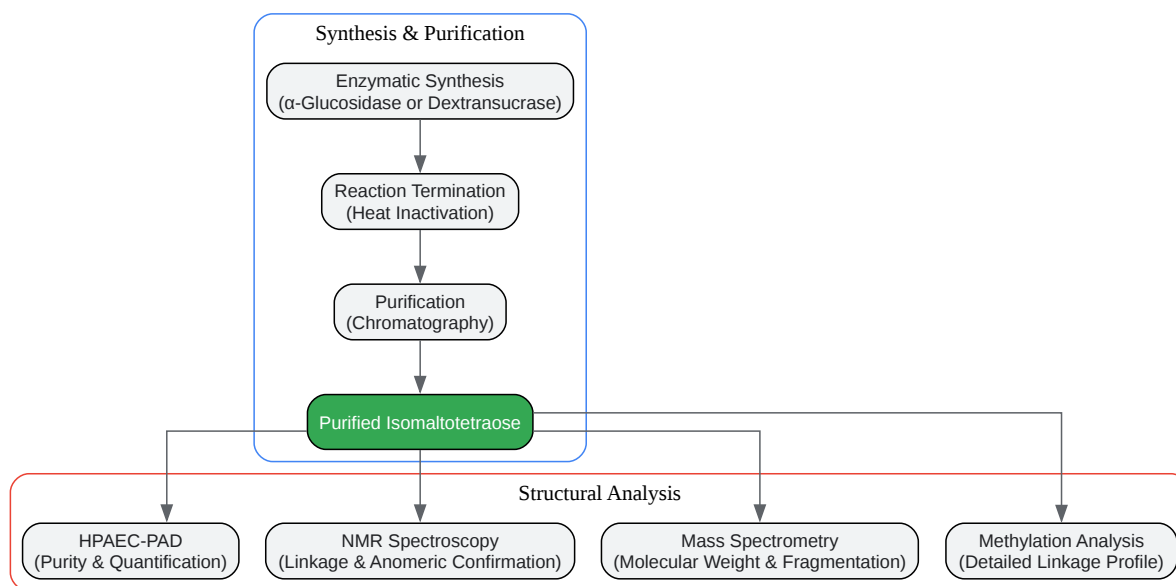 Synthesis & Purification
Enzymatic Synthesis
(α-Glucosidase or Dextransucrase)
Reaction Termination
(Heat Inactivation)
Purification
(Chromatography)
Purified Isomaltotetraose
Structural Analysis
HPAEC-PAD
(Purity & Quantification)
NMR Spectroscopy
(Linkage & Anomeric Confirmation)
Mass Spectrometry
(Molecular Weight & Fragmentation)
Methylation Analysis
(Detailed Linkage Profile)